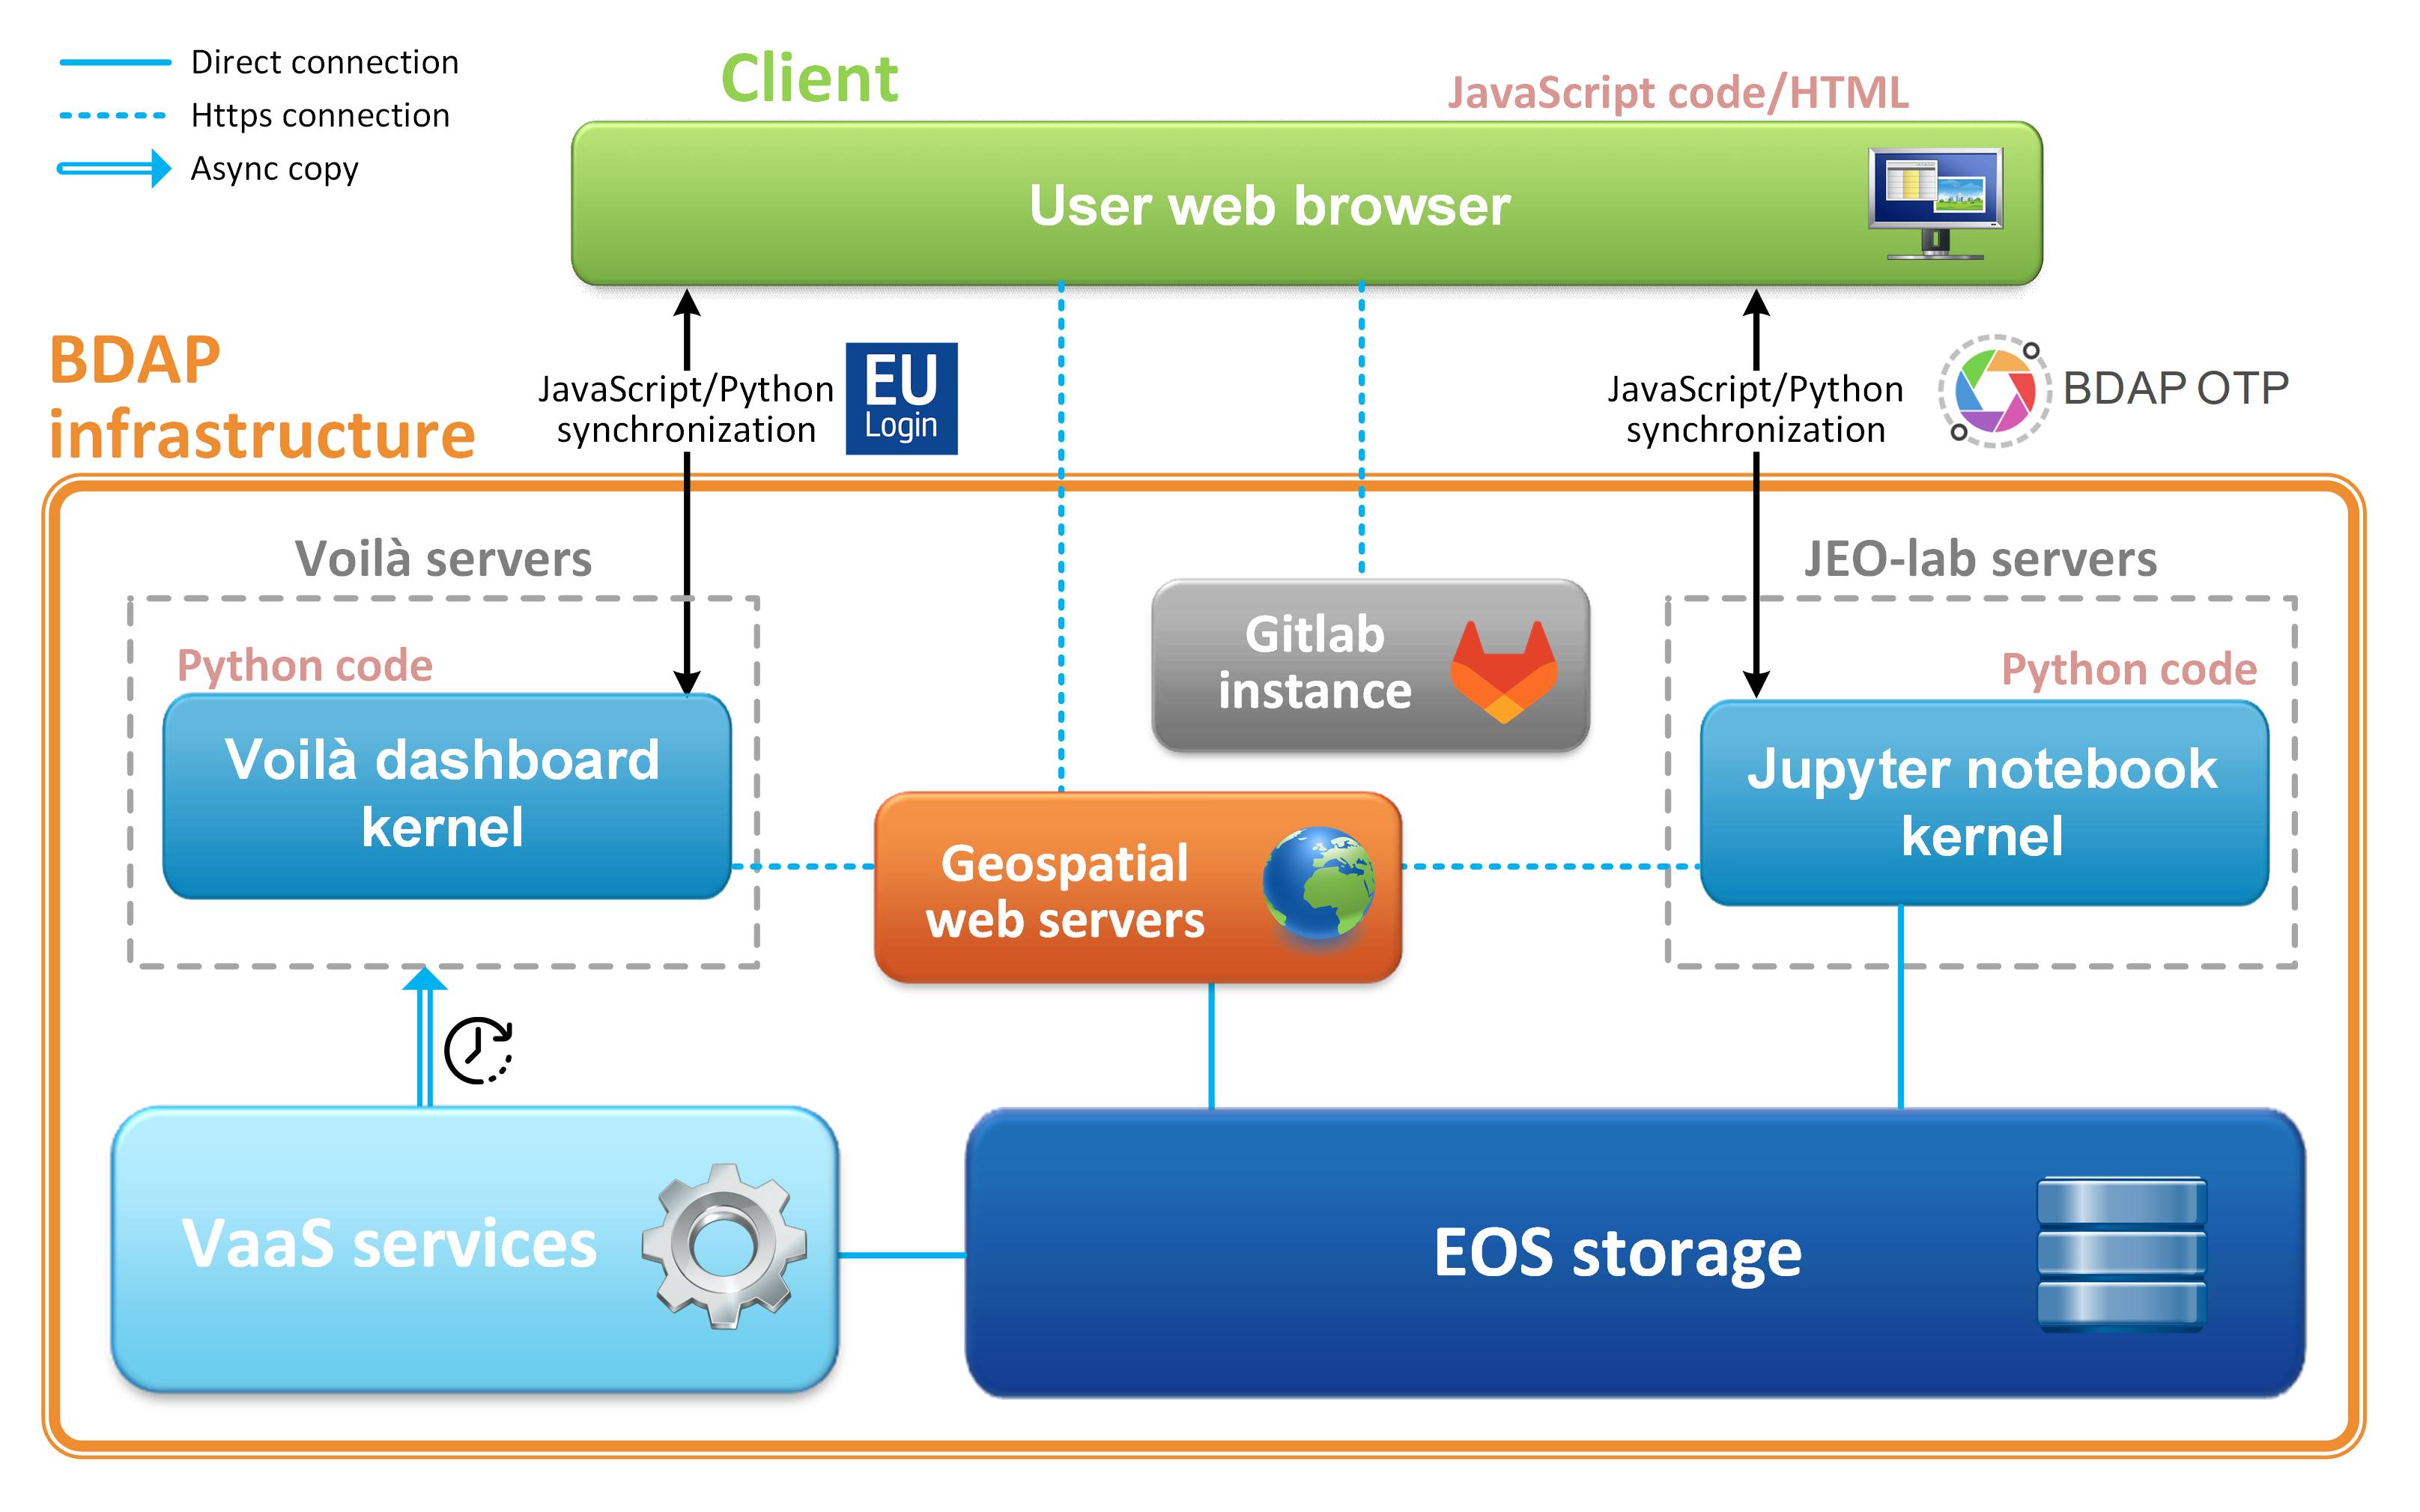 Direct connection
Https connection
Async copy
Client
JavaScript code/HTML
User web browser
BDAP
infrastructure
JavaScript/Python
synchronization
EU
Login
JavaScript/Python
synchronization
BDAP OTP
Voilà servers
JEO-lab servers
Python code
Gitlab
instance
Python code
Voilà dashboard
kernel
Jupyter notebook
kernel
Geospatial
web servers
VaaS services
EOS storage